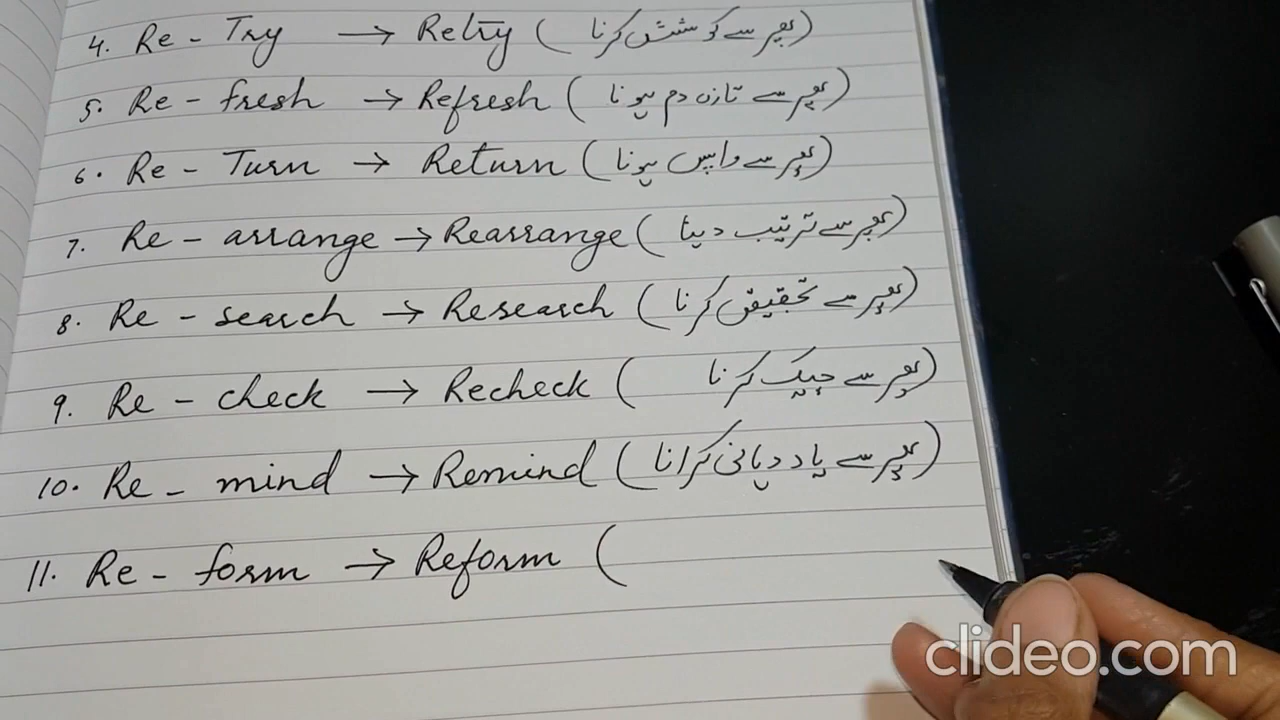 4. Re - Try → Retry ( پھر سے کوشش کرنا )
5. Re - fresh → Refresh ( پھر سے تازہ دم ہونا )
6. Re - Turn → Return ( پھر سے واپس ہونا )
7. Re - arrange → Rearrange ( پھر سے ترتیب دینا )
8. Re - search → Research ( پھر سے تحقیق کرنا )
9. Re - check → Recheck ( پھر سے چیک کرنا )
10. Re - mind → Remind ( پھر سے یاد دہانی کرانا )
11. Re - form → Reform (
clideo.com